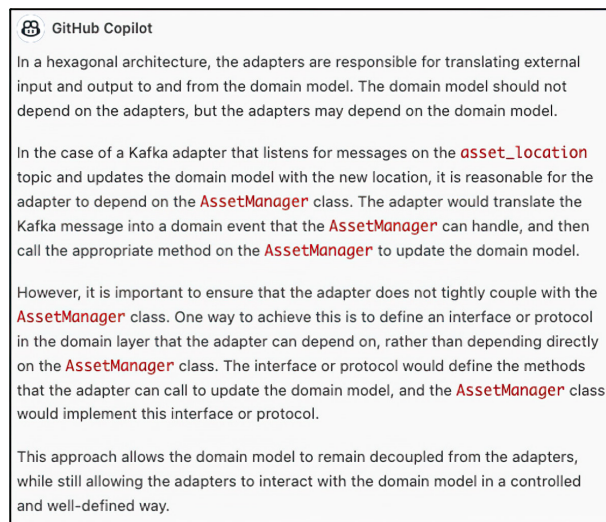 GitHub Copilot
In a hexagonal architecture, the adapters are responsible for translating external
input and output to and from the domain model. The domain model should not
depend on the adapters, but the adapters may depend on the domain model.
In the case of a Kafka adapter that listens for messages on the asset_location
topic and updates the domain model with the new location, it is reasonable for the
adapter to depend on the AssetManager class. The adapter would translate the
Kafka message into a domain event that the AssetManager can handle, and then
call the appropriate method on the AssetManager to update the domain model.
However, it is important to ensure that the adapter does not tightly couple with the
AssetManager class. One way to achieve this is to define an interface or protocol
in the domain layer that the adapter can depend on, rather than depending directly
on the AssetManager class. The interface or protocol would define the methods
that the adapter can call to update the domain model, and the AssetManager class
would implement this interface or protocol.
This approach allows the domain model to remain decoupled from the adapters,
while still allowing the adapters to interact with the domain model in a controlled
and well-defined way.